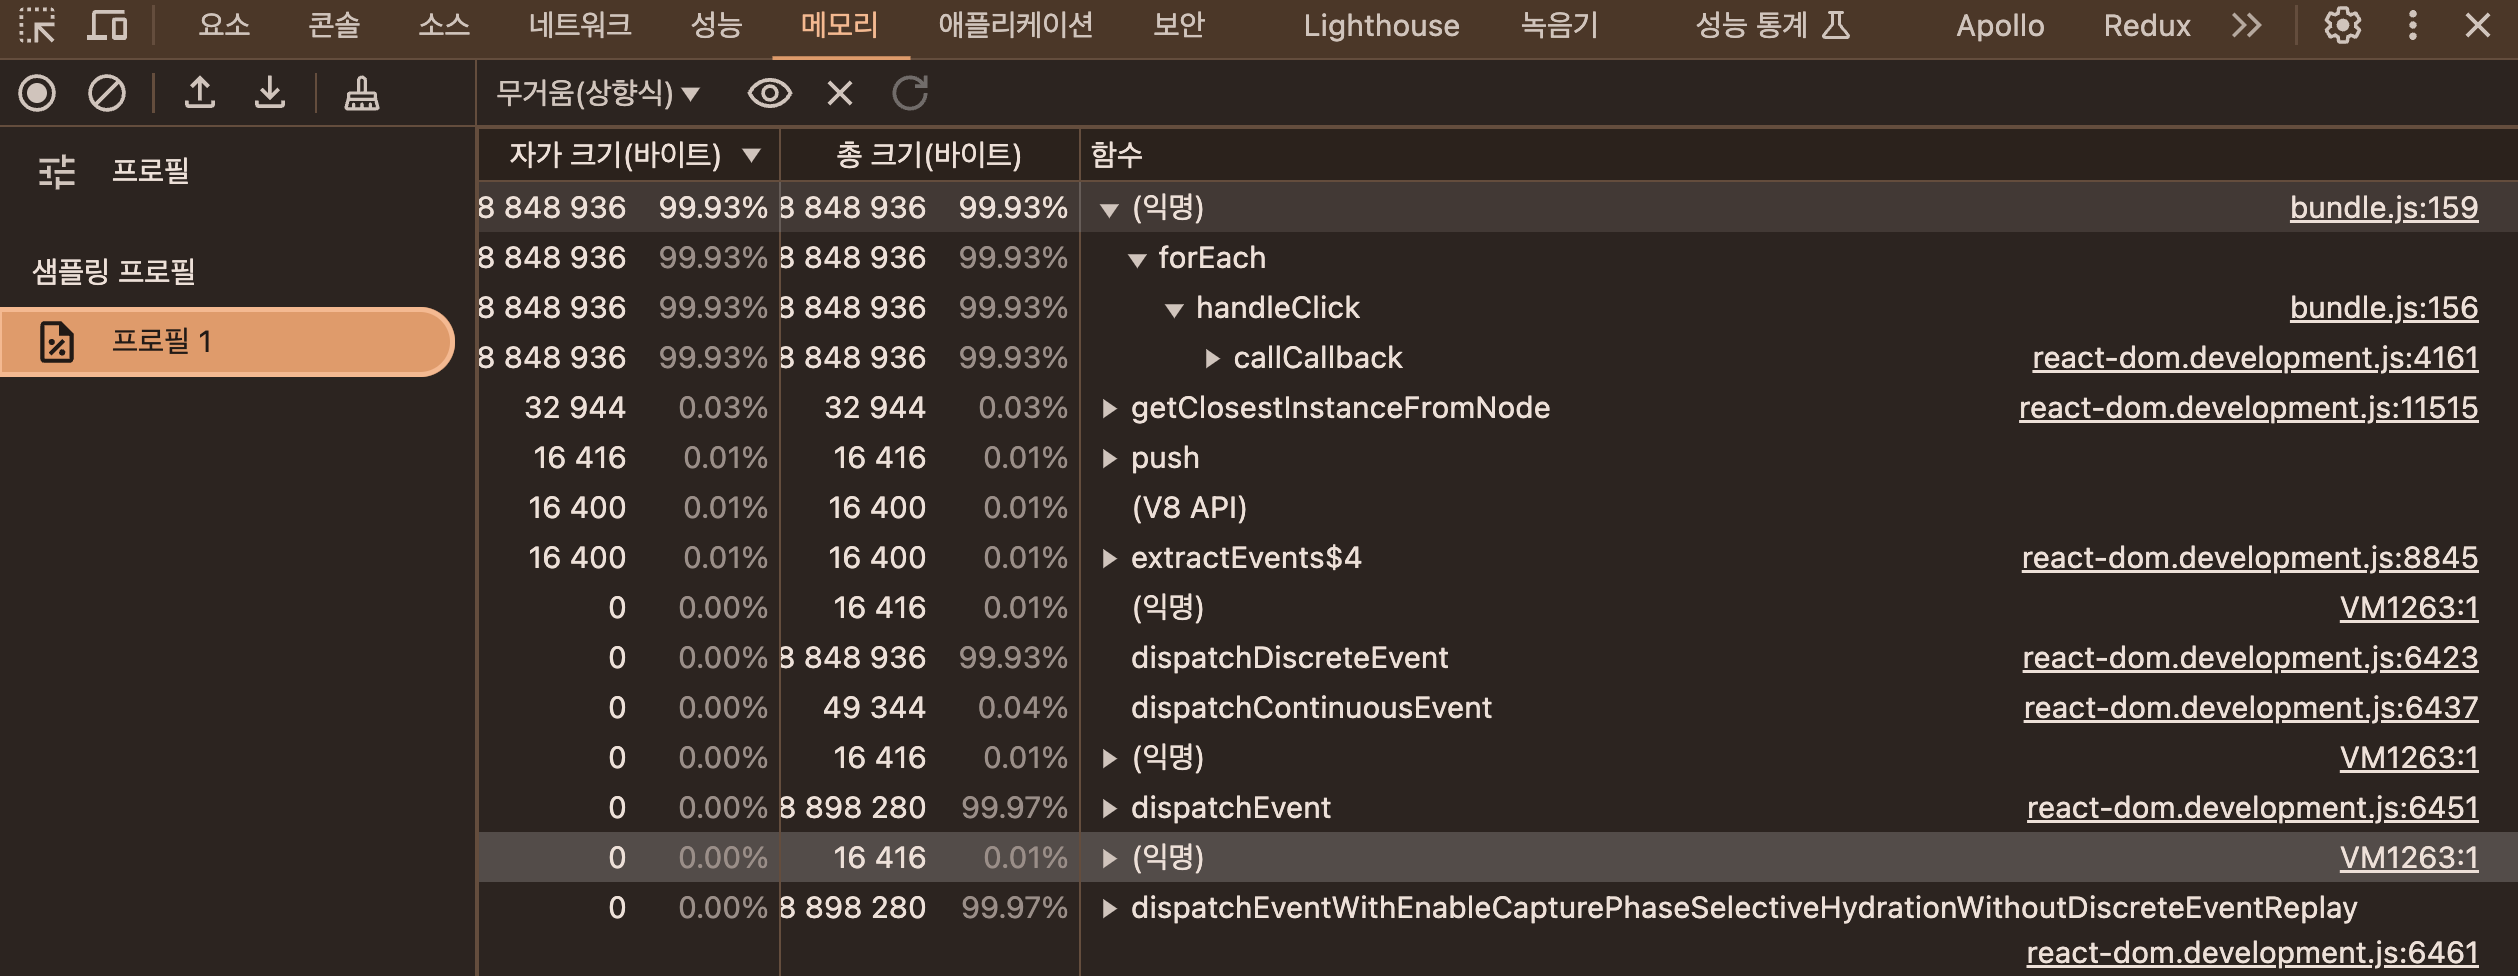 요소 콘솔 소스 네트워크 성능 메모리 애플리케이션 보안 Lighthouse 녹음기 성능 통계 Apollo Redux
무거움(상향식)
프로필
샘플링 프로필
프로필 1
자가 크기(바이트) 총 크기(바이트) 함수
8 848 936 99.93% 8 848 936 99.93% (익명) bundle.js:159
8 848 936 99.93% 8 848 936 99.93% forEach
8 848 936 99.93% 8 848 936 99.93% handleClick bundle.js:156
8 848 936 99.93% 8 848 936 99.93% callCallback react-dom.development.js:4161
32 944 0.03% 32 944 0.03% getClosestInstanceFromNode react-dom.development.js:11515
16 416 0.01% 16 416 0.01% push
16 400 0.01% 16 400 0.01% (V8 API)
16 400 0.01% 16 400 0.01% extractEvents$4 react-dom.development.js:8845
0 0.00% 16 416 0.01% (익명) VM1263:1
0 0.00% 8 848 936 99.93% dispatchDiscreteEvent react-dom.development.js:6423
0 0.00% 49 344 0.04% dispatchContinuousEvent react-dom.development.js:6437
0 0.00% 16 416 0.01% (익명) VM1263:1
0 0.00% 8 898 280 99.97% dispatchEvent react-dom.development.js:6451
0 0.00% 16 416 0.01% (익명) VM1263:1
0 0.00% 8 898 280 99.97% dispatchEventWithEnableCapturePhaseSelectiveHydrationWithoutDiscreteEventReplay
react-dom.development.js:6461